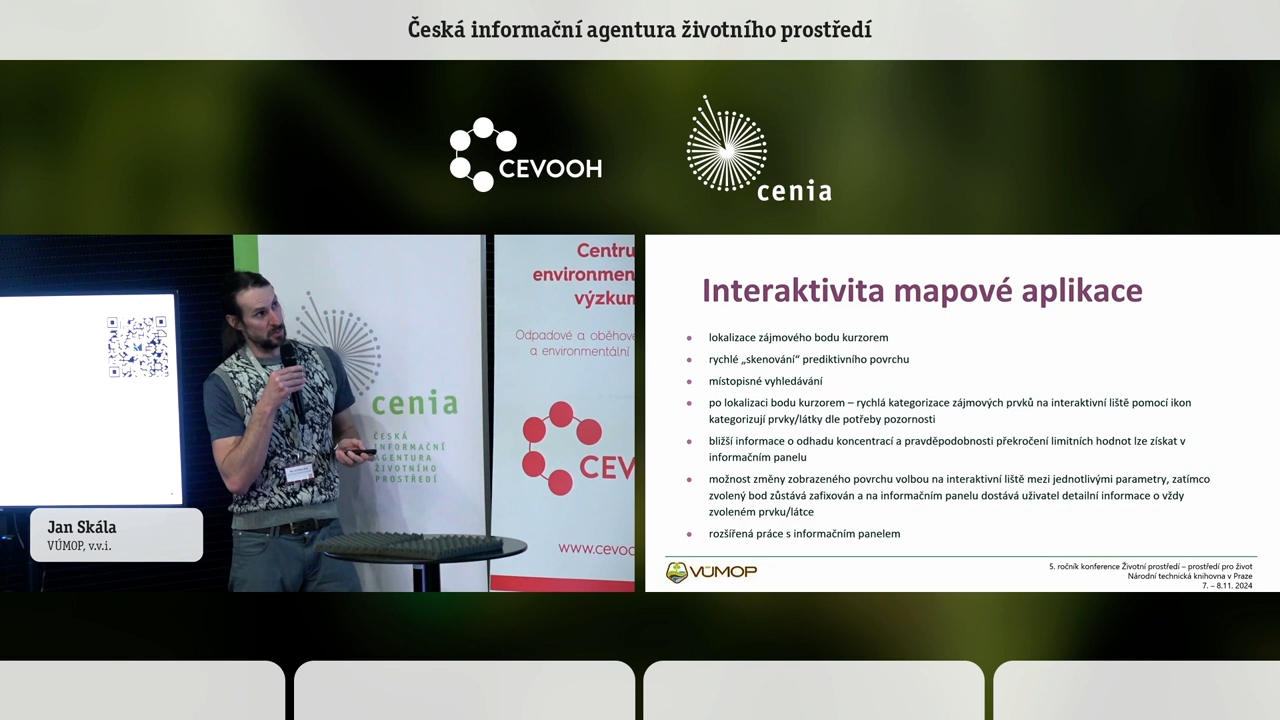 Česká informační agentura životního prostředí
CEVOOH
cenia
Centru
environmen
výzkum
Odpadové a oběhové
a environmentální
cenia
ČESKÁ
INFORMAČNÍ
AGENTURA
ŽIVOTNÍHO
PROSTŘEDÍ
CEV
www.cevoo
Jan Skála
VÚMOP, v.v.i.
Interaktivita mapové aplikace
• lokalizace zájmového bodu kurzorem
• rychlé „skenování“ prediktivního povrchu
• místopisné vyhledávání
• po lokalizaci bodu kurzorem – rychlá kategorizace zájmových prvků na interaktivní liště pomocí ikon
kategorizují prvky/látky dle potřeby pozornosti
• bližší informace o odhadu koncentrací a pravděpodobnosti překročení limitních hodnot lze získat v
informačním panelu
• možnost změny zobrazeného povrchu volbou na interaktivní liště mezi jednotlivými parametry, zatímco
zvolený bod zůstává zafixován a na informačním panelu dostává uživatel detailní informace o vždy
zvoleném prvku/látce
• rozšířená práce s informačním panelem
VÚMOP
5. ročník konference Životní prostředí – prostředí pro život
Národní technická knihovna v Praze
7. – 8.11. 2024